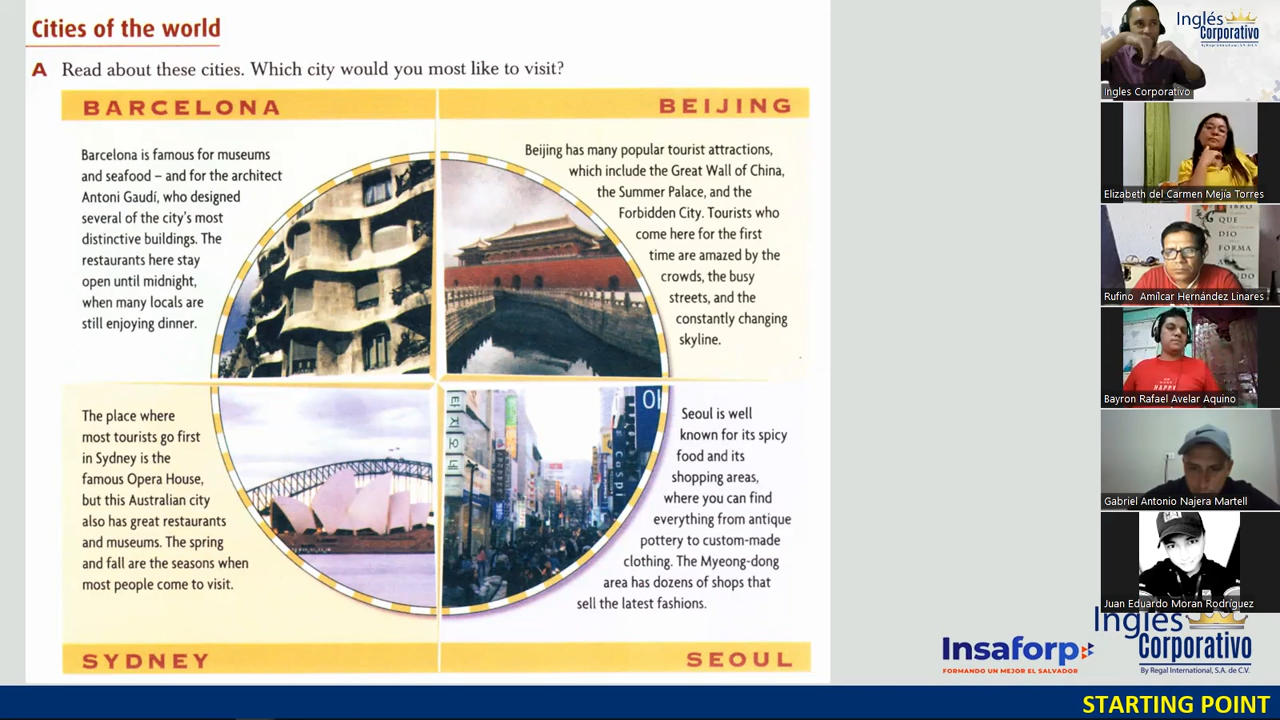 Cities of the world
A Read about these cities. Which city would you most like to visit?
BARCELONA
Barcelona is famous for museums
and seafood – and for the architect
Antoni Gaudí, who designed
several of the city's most
distinctive buildings. The
restaurants here stay
open until midnight,
when many locals are
still enjoying dinner.
BEIJING
Beijing has many popular tourist attractions,
which include the Great Wall of China,
the Summer Palace, and the
Forbidden City. Tourists who
come here for the first
time are amazed by the
crowds, the busy
streets, and the
constantly changing
skyline.
The place where
most tourists go first
in Sydney is the
famous Opera House,
but this Australian city
also has great restaurants
and museums. The spring
and fall are the seasons when
most people come to visit.
SYDNEY
Seoul is well
known for its spicy
food and its
shopping areas,
where you can find
everything from antique
pottery to custom-made
clothing. The Myeong-dong
area has dozens of shops that
sell the latest fashions.
SEOUL
Inglés
Corporativo
By Regal International, S.A. de C.V.
Ingles Corporativo
Elizabeth del Carmen Mejía Torres
QUE
DIO
FORMA
Rufino Amílcar Hernández Linares
HAPPY
Bayron Rafael Avelar Aquino
Gabriel Antonio Najera Martell
Juan Eduardo Moran Rodríguez
Insaforp
FORMANDO UN MEJOR EL SALVADOR
Inglés
Corporativo
By Regal International, S.A. de C.V.
STARTING POINT